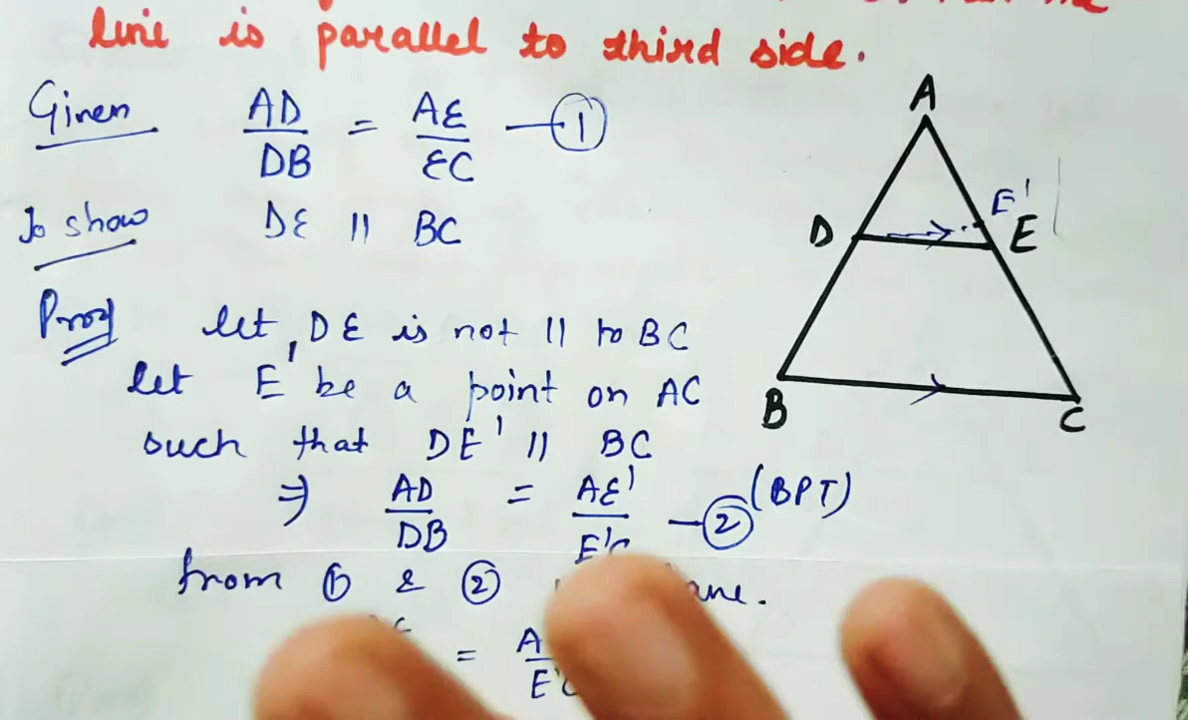 line is parallel to third side.
Given AD/DB = AE/EC — ①
To show DE || BC
Proof let, DE is not || to BC
let E' be a point on AC
such that DE' || BC
⇒ AD/DB = AE'/E'C — ② (BPT)
from ① & ②
=
A
D
E'
E
B
C